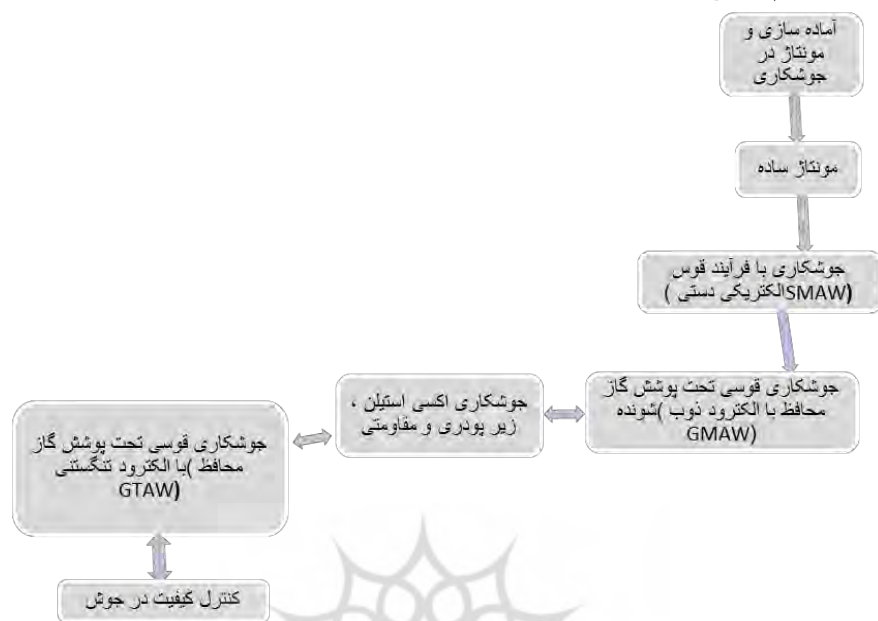 آماده سازی و
مونتاژ در
جوشکاری
مونتاژ ساده
جوشکاری با فرآیند قوس
الکتریکی دستی (SMAW)
جوشکاری قوسی تحت پوشش گاز
محافظ با الکترود ذوب )شونده
GMAW)
جوشکاری اکسی استیلن ،
زیر پودری و مقاومتی
جوشکاری قوسی تحت پوشش گاز
محافظ )با الکترود تنگستنی
GTAW)
کنترل کیفیت در جوش